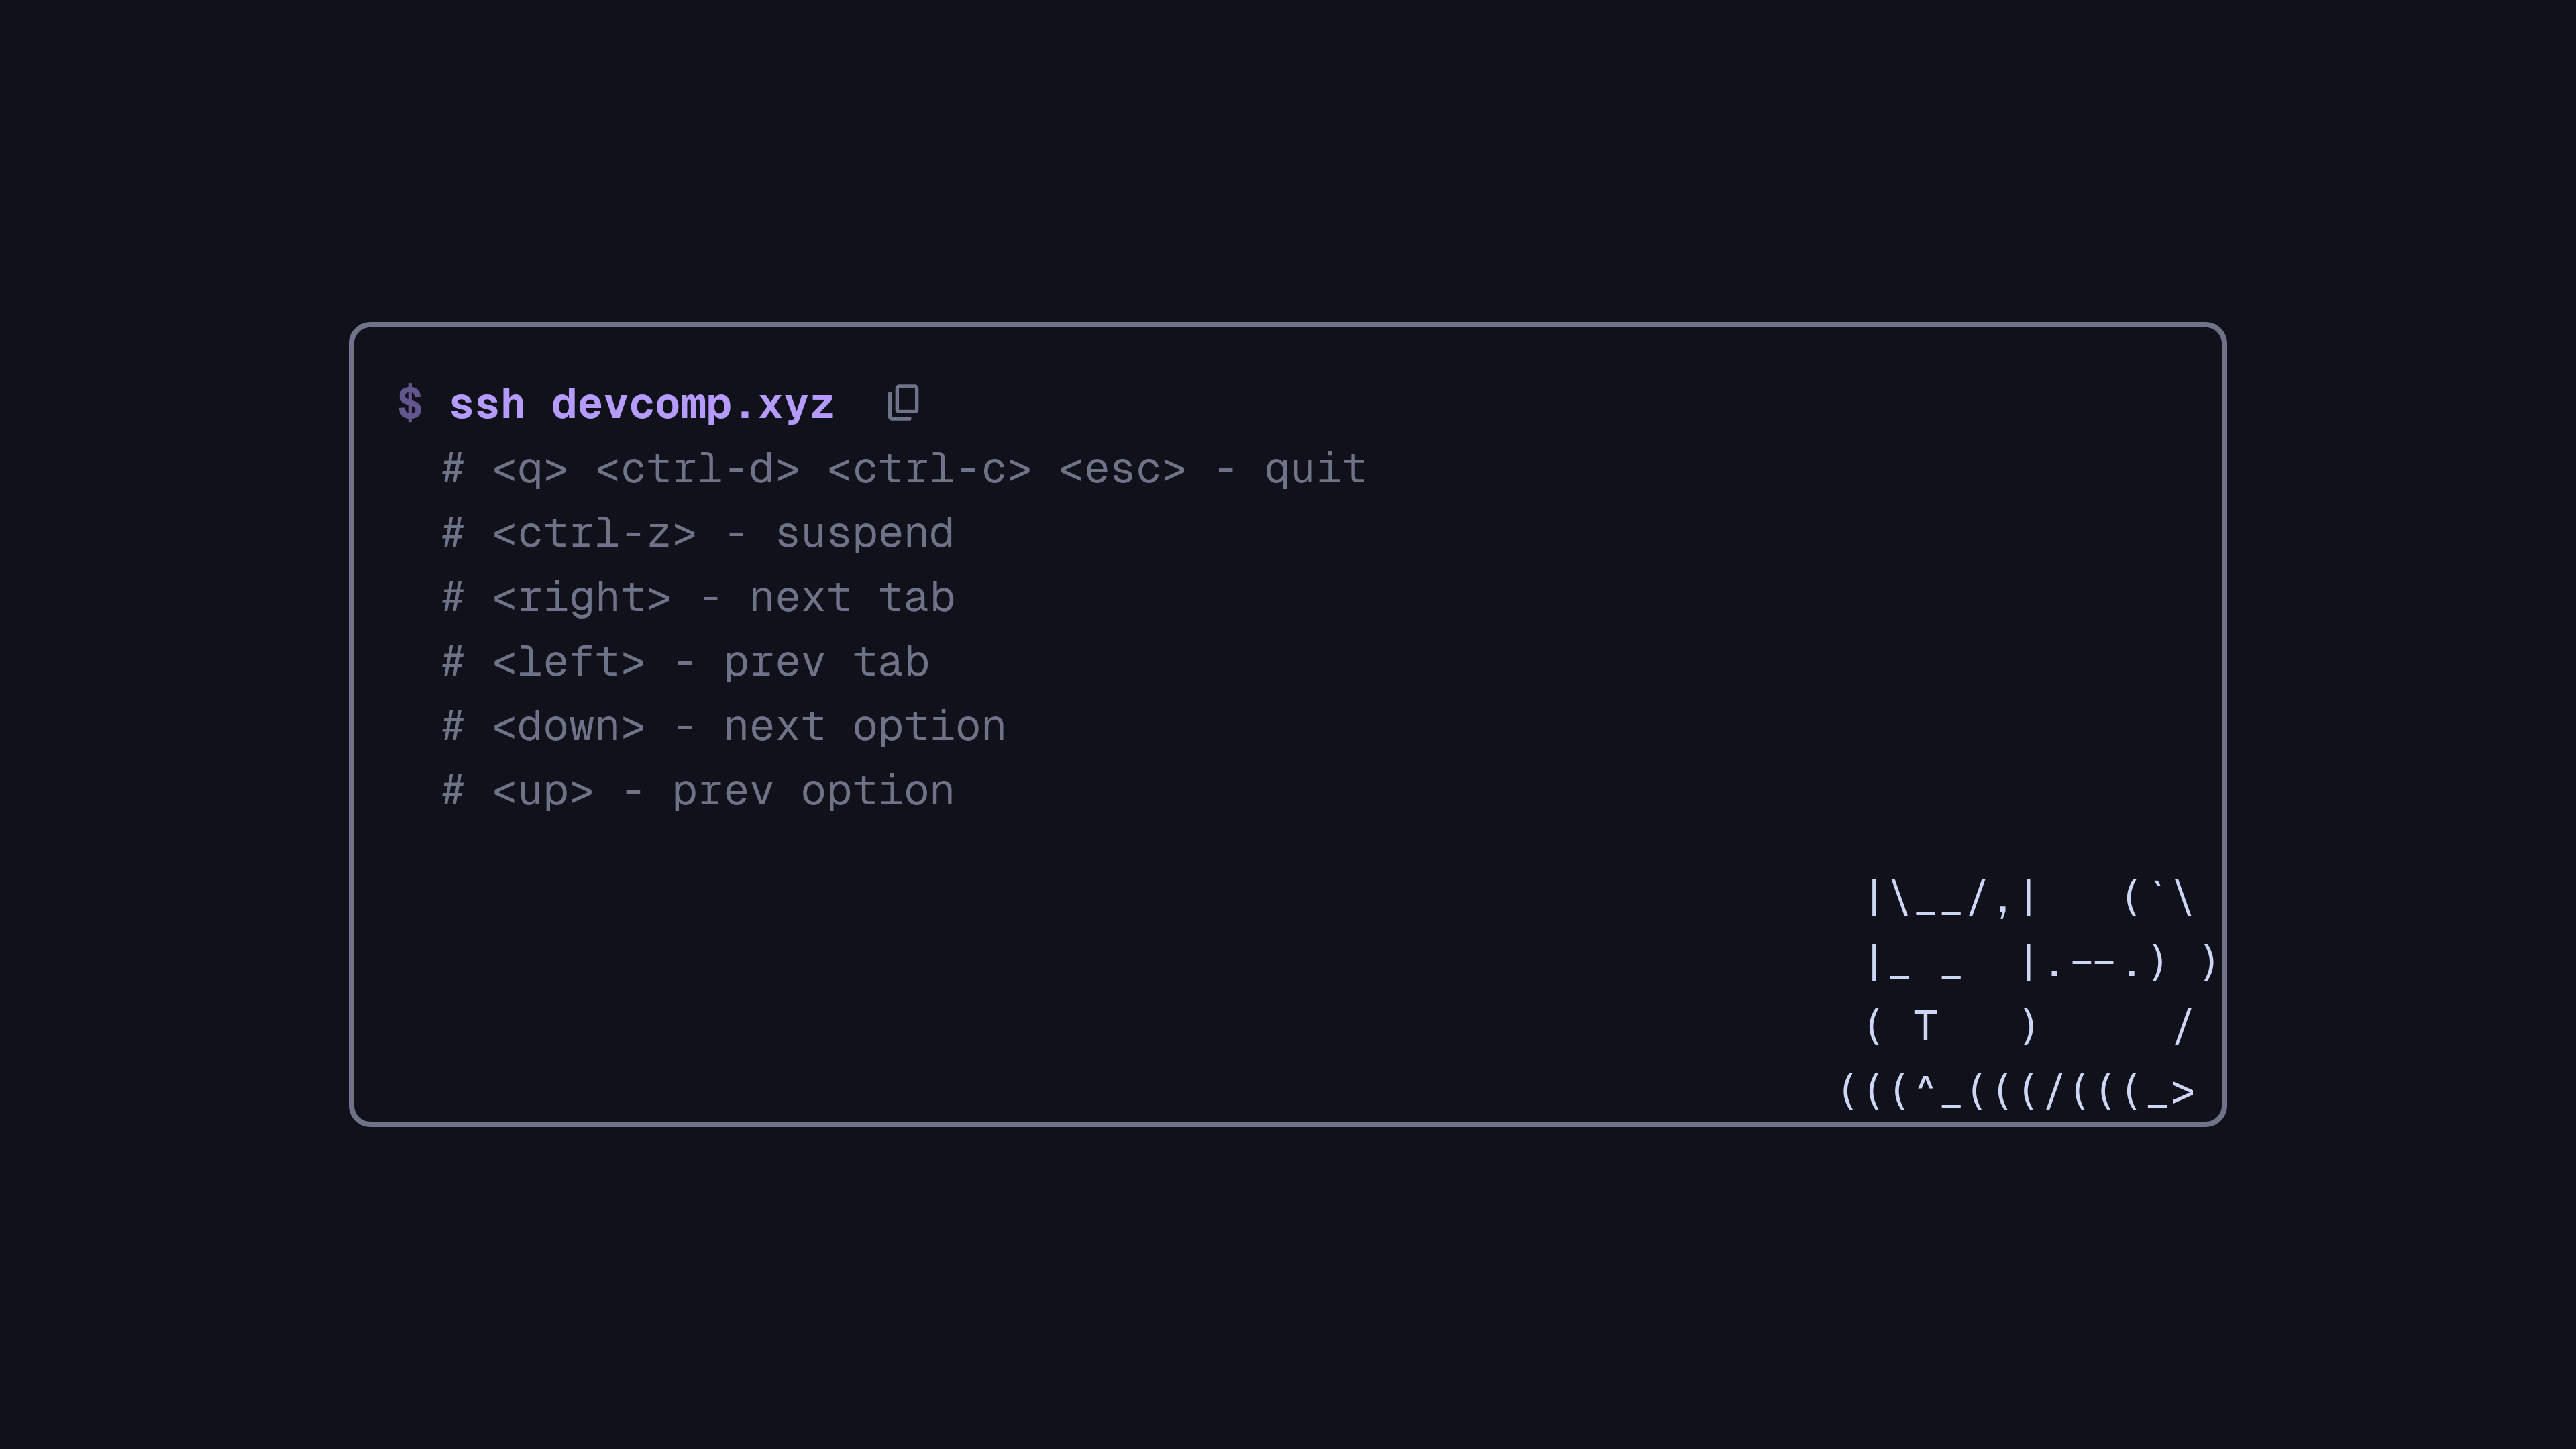 $ ssh devcomp.xyz
# <q> <ctrl-d> <ctrl-c> <esc> - quit
# <ctrl-z> - suspend
# <right> - next tab
# <left> - prev tab
# <down> - next option
# <up> - prev option
 |\__/,|   (`\
 |_ _  |.--.) )
 ( T   )     /
(((^_(((/(((_>